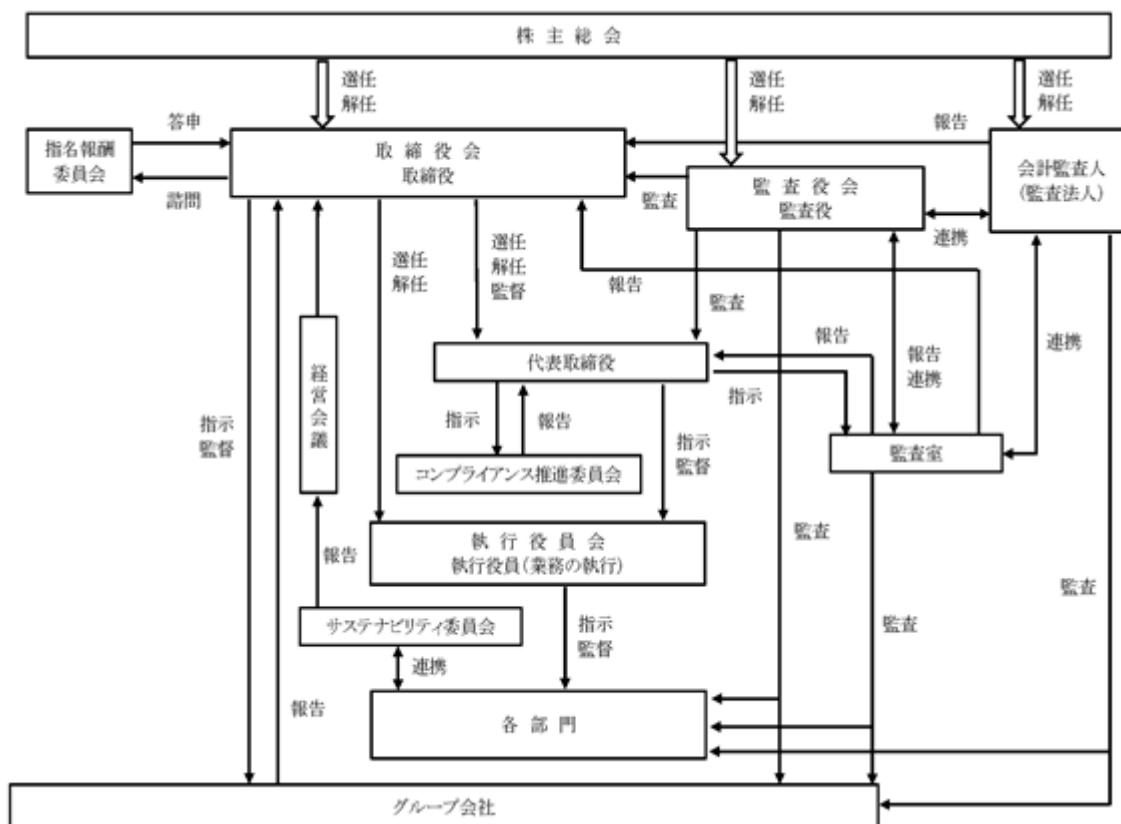 株主総会
選任
解任
選任
解任
選任
解任
答申
報告
指名報酬
委員会
取締役会
取締役
会計監査人
(監査法人)
諮問
監査
監査役会
監査役
連携
選任
解任
選任
解任
監督
報告
監査
経営会議
代表取締役
報告
報告
連携
連携
指示
指示
監督
指示
報告
指示
監督
監査室
コンプライアンス推進委員会
執行役員会
執行役員(業務の執行)
監査
報告
監査
サステナビリティ委員会
指示
監督
監査
連携
報告
各部門
グループ会社